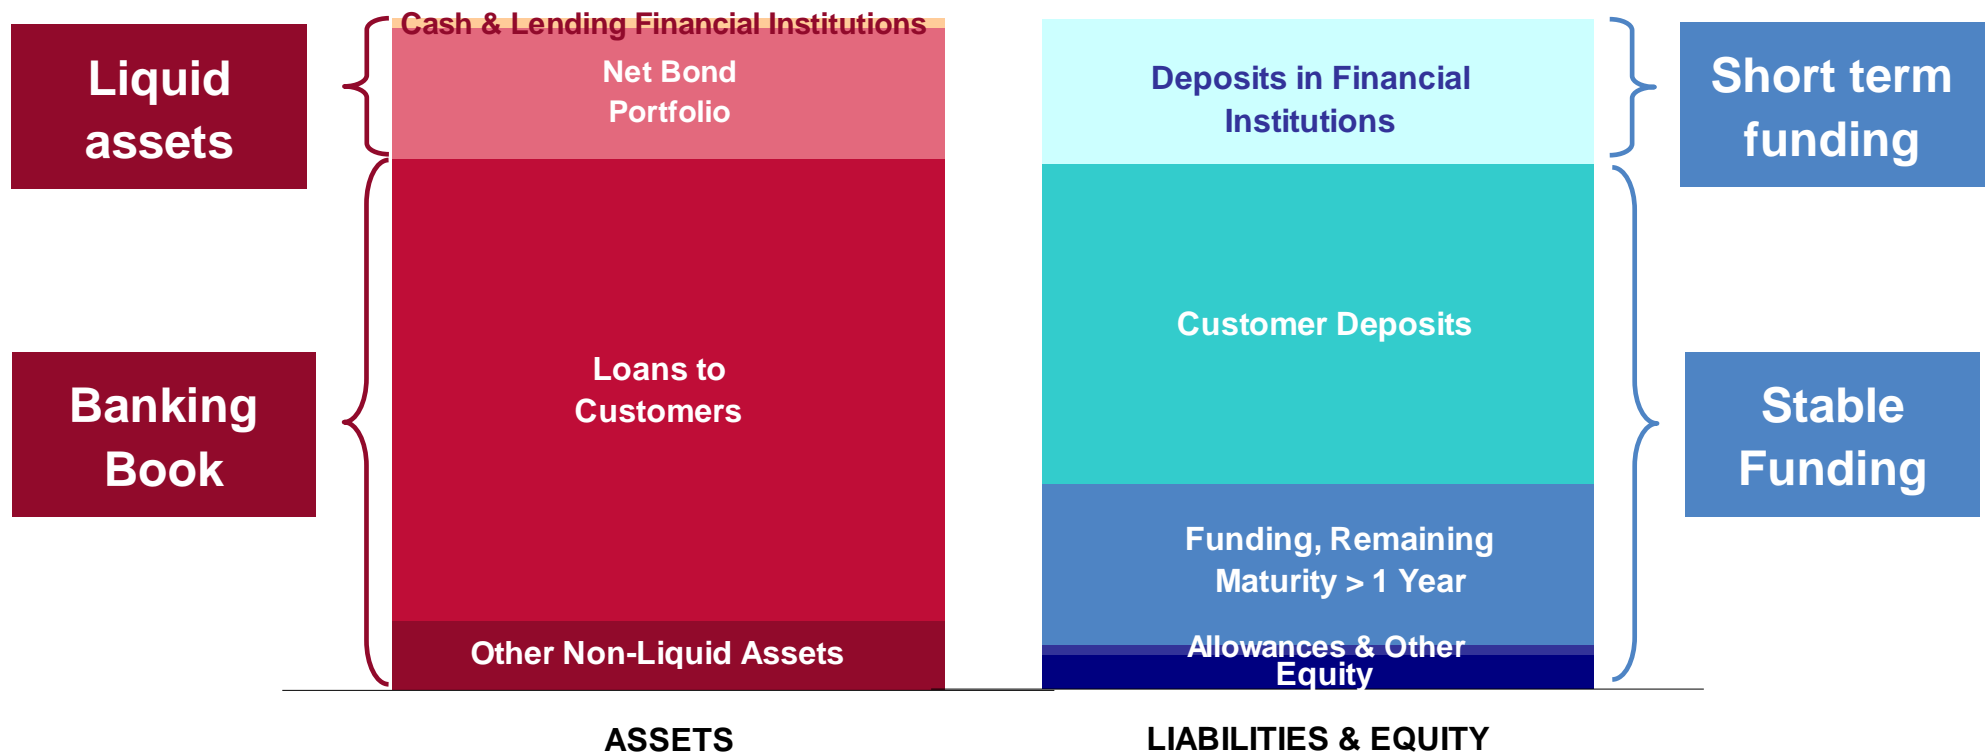 Liquid
assets
Cash & Lending Financial Institutions
Net Bond
Portfolio
Deposits in Financial
Institutions
Short term
funding
Banking
Book
Loans to
Customers
Customer Deposits
Stable
Funding
Funding, Remaining
Maturity > 1 Year
Other Non-Liquid Assets
Allowances & Other
Equity
ASSETS
LIABILITIES & EQUITY